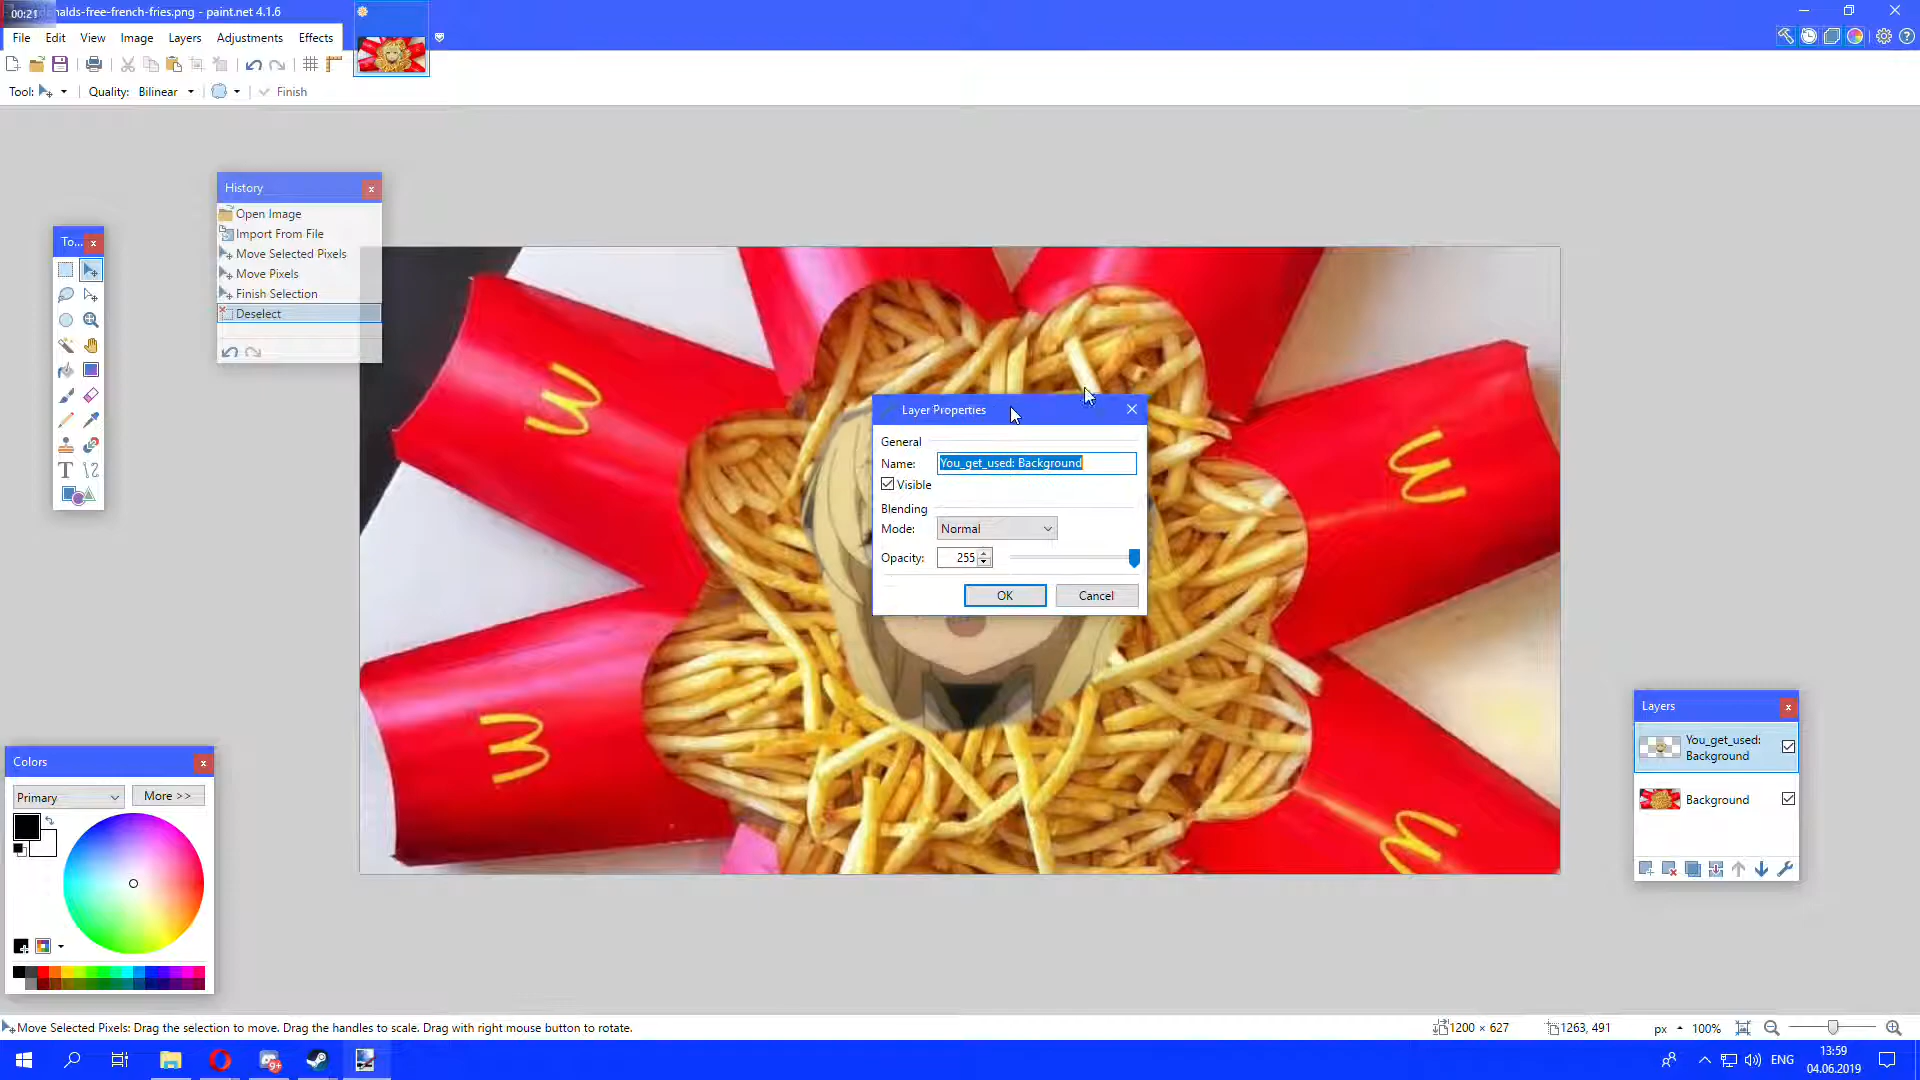 00:21
nalds-free-french-fries.png - paint.net 4.1.6
File Edit View Image Layers Adjustments Effects
Tool: Quality: Bilinear Finish
History
Open Image
Import From File
Move Selected Pixels
Move Pixels
Finish Selection
Deselect
To...
Layer Properties
General
Name: You_get_used: Background
Visible
Blending
Mode: Normal
Opacity: 255
OK Cancel
Layers
You_get_used:
Background
Background
Colors
Primary More >>
Move Selected Pixels: Drag the selection to move. Drag the handles to scale. Drag with right mouse button to rotate.
1200 × 627 1263, 491 px 100%
9+
ENG
13:59
04.06.2019